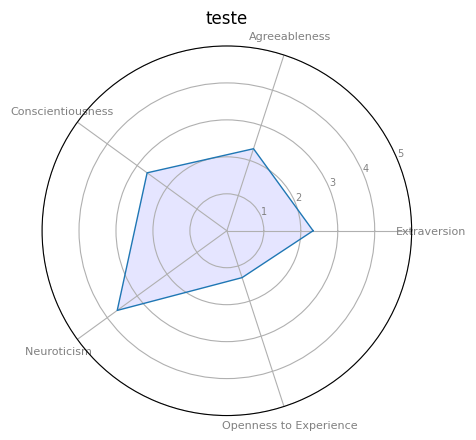 teste
Agreeableness
Conscientiousness
5
4
3
2
1
Extraversion
Neuroticism
Openness to Experience